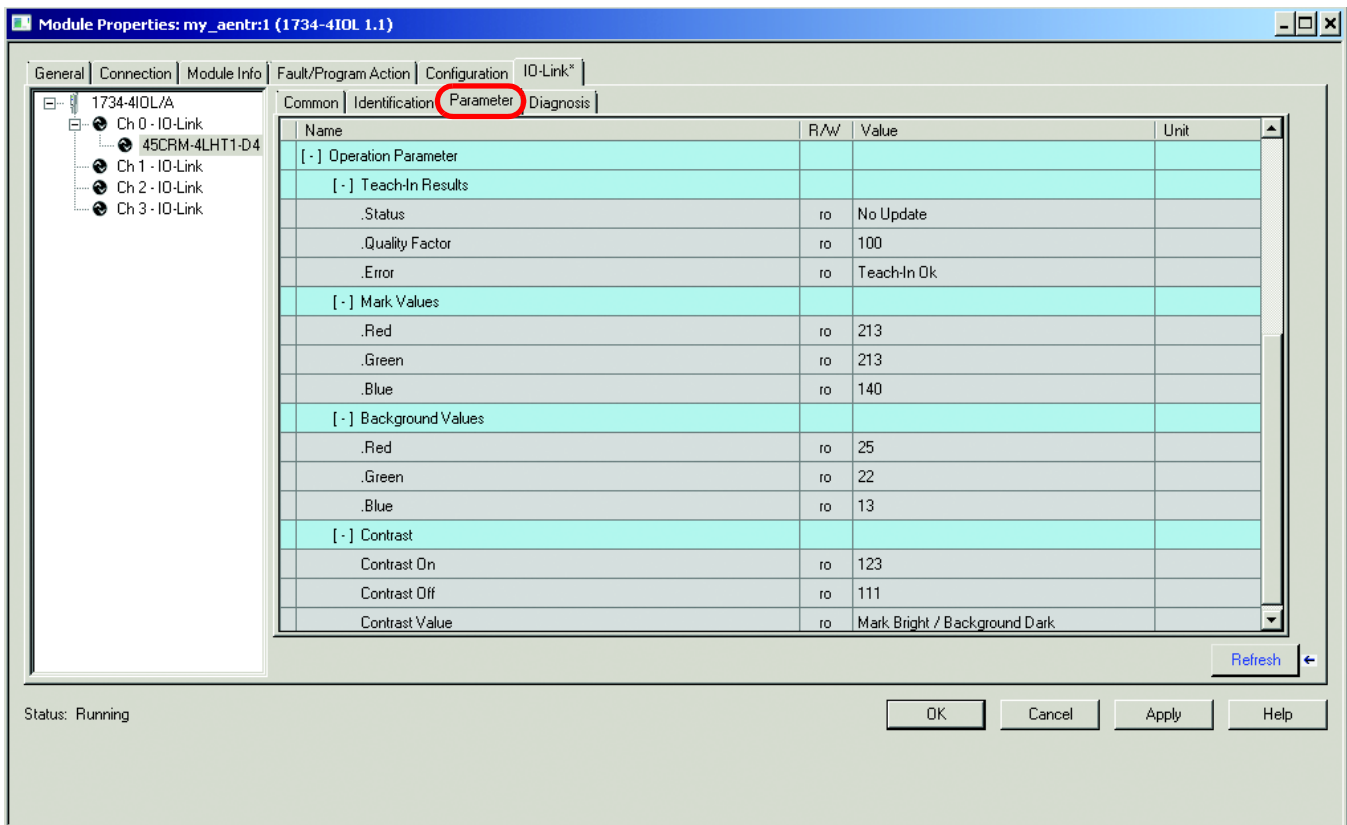 Module Properties: my_aentr:1 (1734-4IOL 1.1)
General Connection Module Info Fault/Program Action Configuration IO-Link*
1734-4IOL/A
Ch 0 - IO-Link
45CRM-4LHT1-D4
Ch 1 - IO-Link
Ch 2 - IO-Link
Ch 3 - IO-Link
Common Identification Parameter Diagnosis
Name R/W Value Unit
[-] Operation Parameter
[-] Teach-In Results
.Status ro No Update
.Quality Factor ro 100
.Error ro Teach-In Ok
[-] Mark Values
.Red ro 213
.Green ro 213
.Blue ro 140
[-] Background Values
.Red ro 25
.Green ro 22
.Blue ro 13
[-] Contrast
Contrast On ro 123
Contrast Off ro 111
Contrast Value ro Mark Bright / Background Dark
Refresh
Status: Running
OK Cancel Apply Help